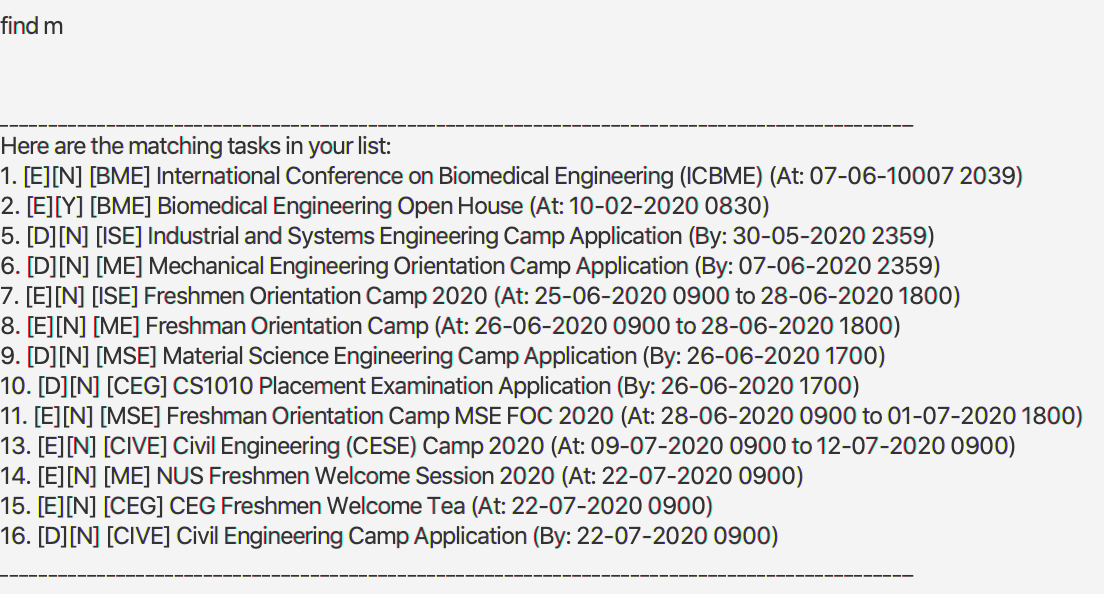 find m
Here are the matching tasks in your list:
1. [E][N] [BME] International Conference on Biomedical Engineering (ICBME) (At: 07-06-10007 2039)
2. [E][Y] [BME] Biomedical Engineering Open House (At: 10-02-2020 0830)
5. [D][N] [ISE] Industrial and Systems Engineering Camp Application (By: 30-05-2020 2359)
6. [D][N] [ME] Mechanical Engineering Orientation Camp Application (By: 07-06-2020 2359)
7. [E][N] [ISE] Freshmen Orientation Camp 2020 (At: 25-06-2020 0900 to 28-06-2020 1800)
8. [E][N] [ME] Freshman Orientation Camp (At: 26-06-2020 0900 to 28-06-2020 1800)
9. [D][N] [MSE] Material Science Engineering Camp Application (By: 26-06-2020 1700)
10. [D][N] [CEG] CS1010 Placement Examination Application (By: 26-06-2020 1700)
11. [E][N] [MSE] Freshman Orientation Camp MSE FOC 2020 (At: 28-06-2020 0900 to 01-07-2020 1800)
13. [E][N] [CIVE] Civil Engineering (CESE) Camp 2020 (At: 09-07-2020 0900 to 12-07-2020 0900)
14. [E][N] [ME] NUS Freshmen Welcome Session 2020 (At: 22-07-2020 0900)
15. [E][N] [CEG] CEG Freshmen Welcome Tea (At: 22-07-2020 0900)
16. [D][N] [CIVE] Civil Engineering Camp Application (By: 22-07-2020 0900)